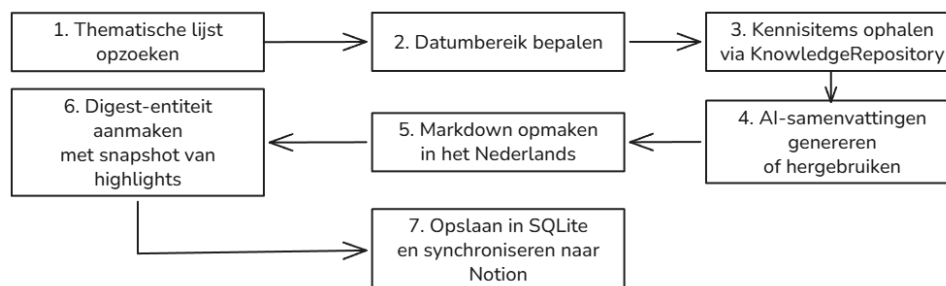 1. Thematische lijst
opzoeken
2. Datumbereik bepalen
3. Kennisitems ophalen
via KnowledgeRepository
4. AI-samenvattingen
genereren
of hergebruiken
5. Markdown opmaken
in het Nederlands
6. Digest-entiteit
aanmaken
met snapshot van
highlights
7. Opslaan in SQLite
en synchroniseren naar
Notion